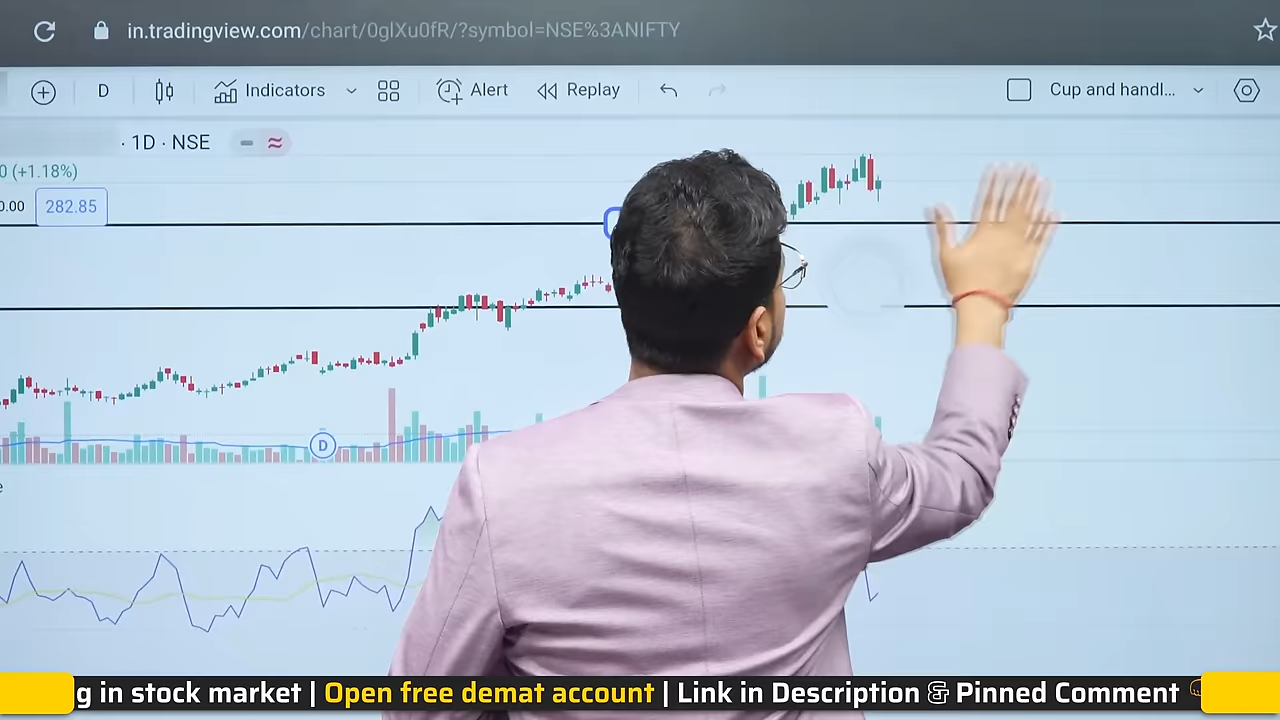 in.tradingview.com/chart/0glXu0fR/?symbol=NSE%3ANIFTY
D Indicators Alert Replay Cup and handl...
· 1D · NSE
0 (+1.18%)
0.00 282.85
D
e
g in stock market | Open free demat account | Link in Description & Pinned Comment